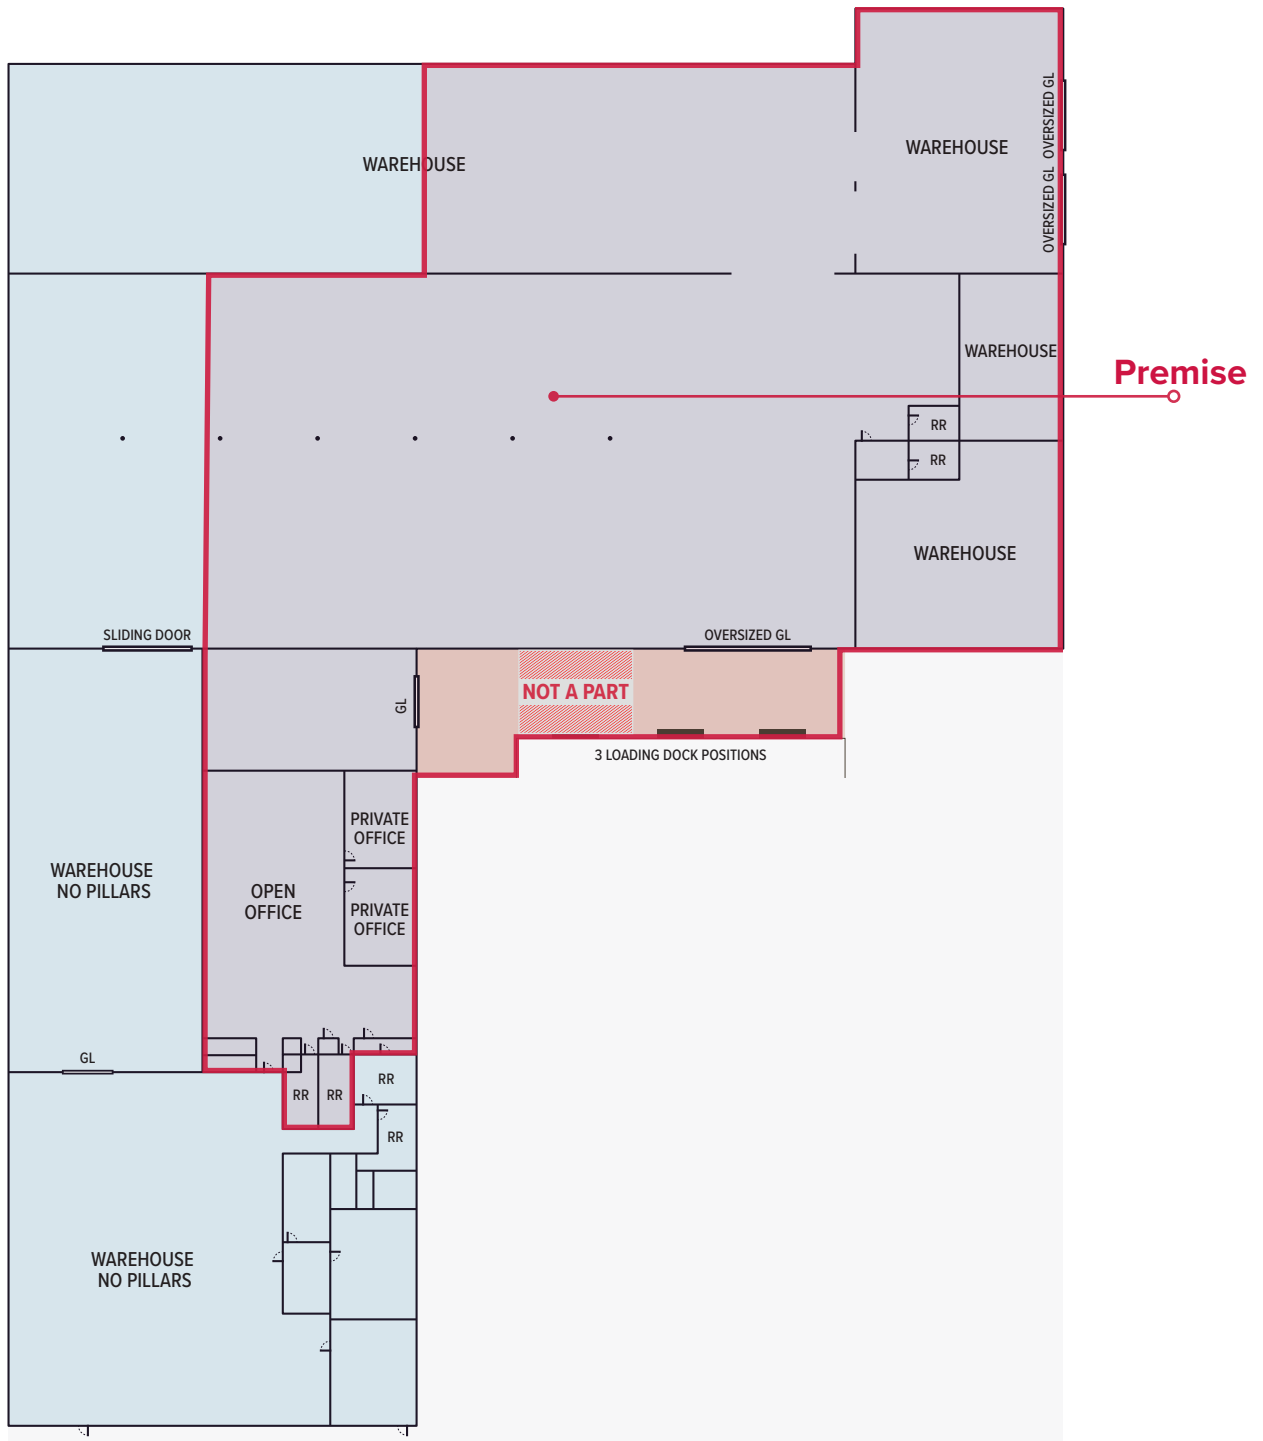 WAREHOUSE
WAREHOUSE
OVERSIZED GL
OVERSIZED GL
WAREHOUSE
Premise
RR
RR
WAREHOUSE
SLIDING DOOR
OVERSIZED GL
GL
NOT A PART
3 LOADING DOCK POSITIONS
PRIVATE
OFFICE
WAREHOUSE
NO PILLARS
OPEN
OFFICE
PRIVATE
OFFICE
GL
RR
RR
RR
RR
WAREHOUSE
NO PILLARS